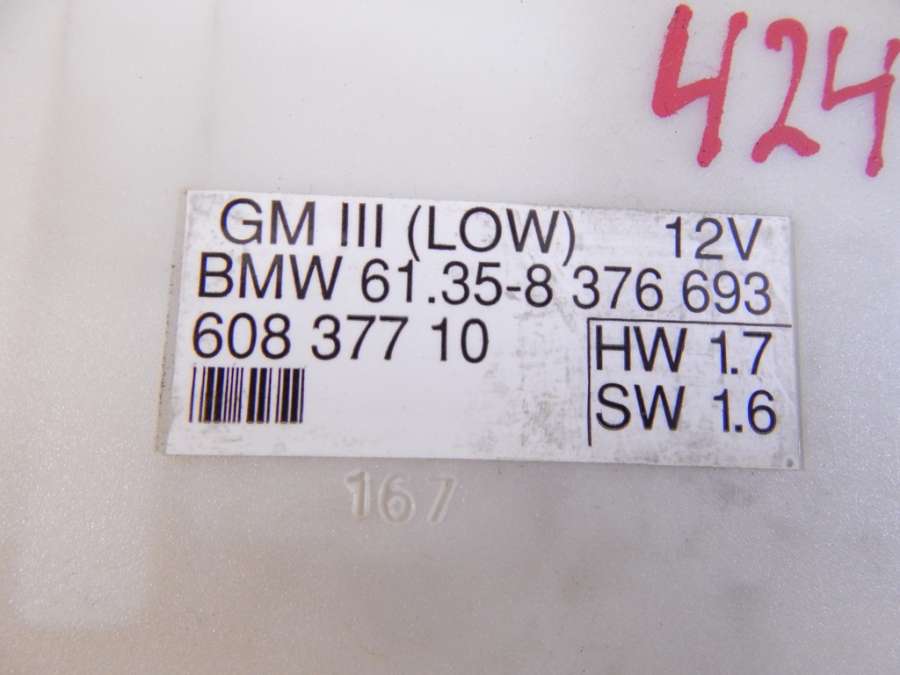 424
GM III (LOW) 12V
BMW 61.35-8 376 693
608 377 10
HW 1.7
SW 1.6
167